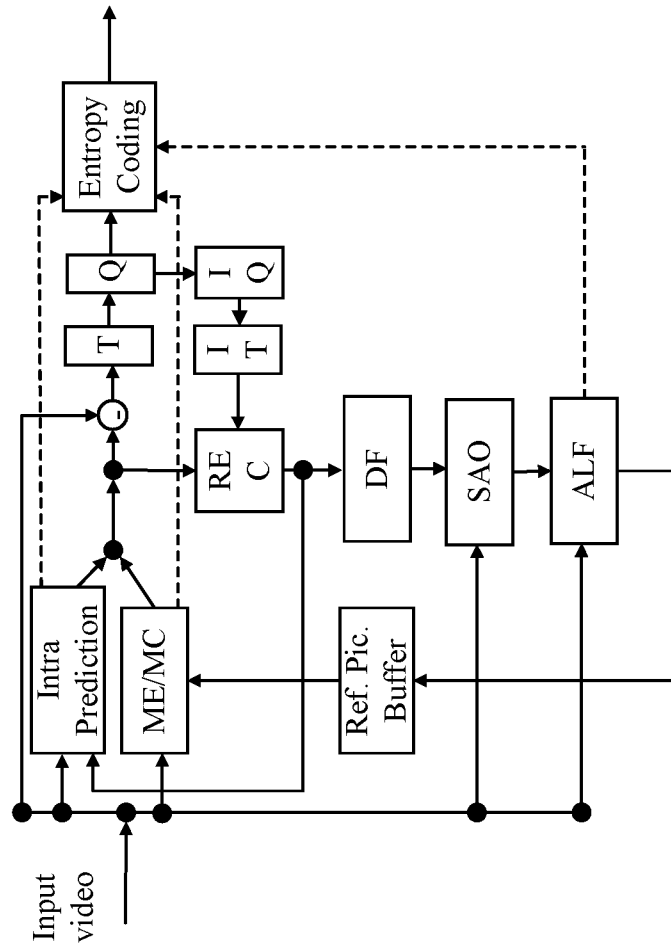 Input
video
Intra
Prediction
ME/MC
-
T
Q
Entropy
Coding
I
Q
I
T
RE
C
Ref. Pic.
Buffer
DF
SAO
ALF